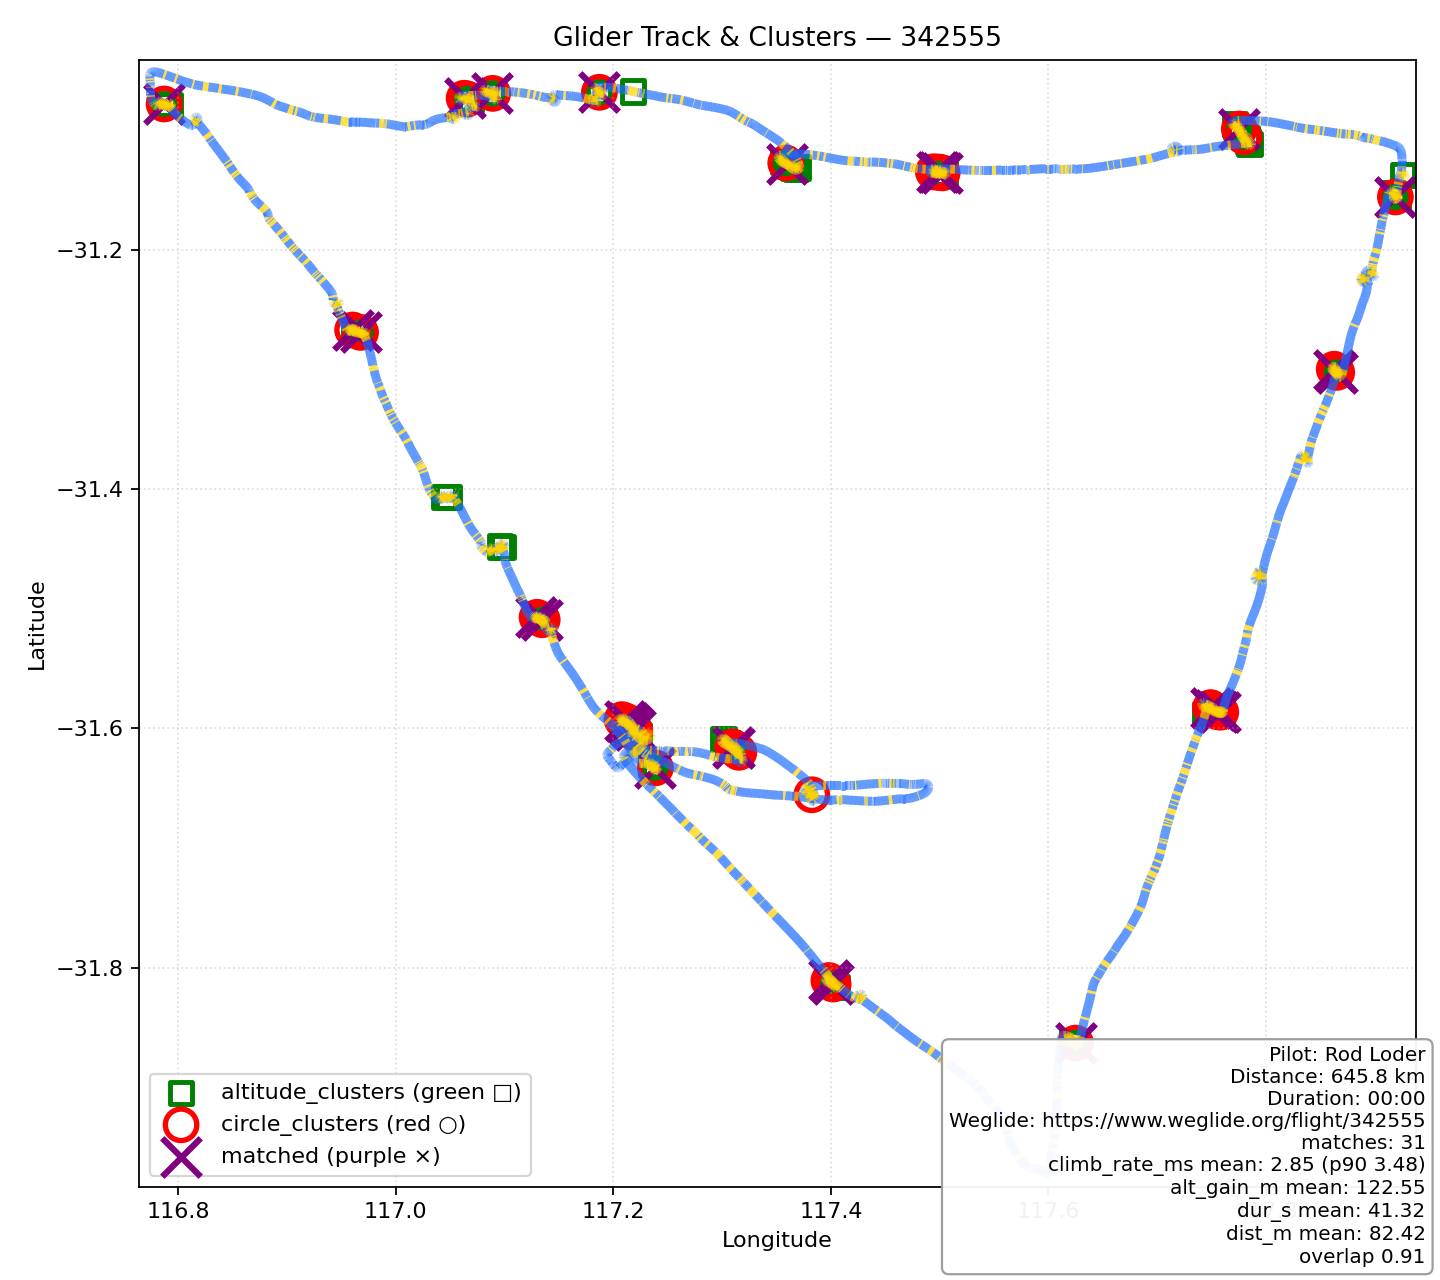 Glider Track & Clusters — 342555
Latitude
−31.2
−31.4
−31.6
−31.8
altitude_clusters (green □)
circle_clusters (red ○)
matched (purple ×)
116.8 117.0 117.2 117.4 117.6
Longitude
Pilot: Rod Loder
Distance: 645.8 km
Duration: 00:00
Weglide: https://www.weglide.org/flight/342555
matches: 31
climb_rate_ms mean: 2.85 (p90 3.48)
alt_gain_m mean: 122.55
dur_s mean: 41.32
dist_m mean: 82.42
overlap 0.91